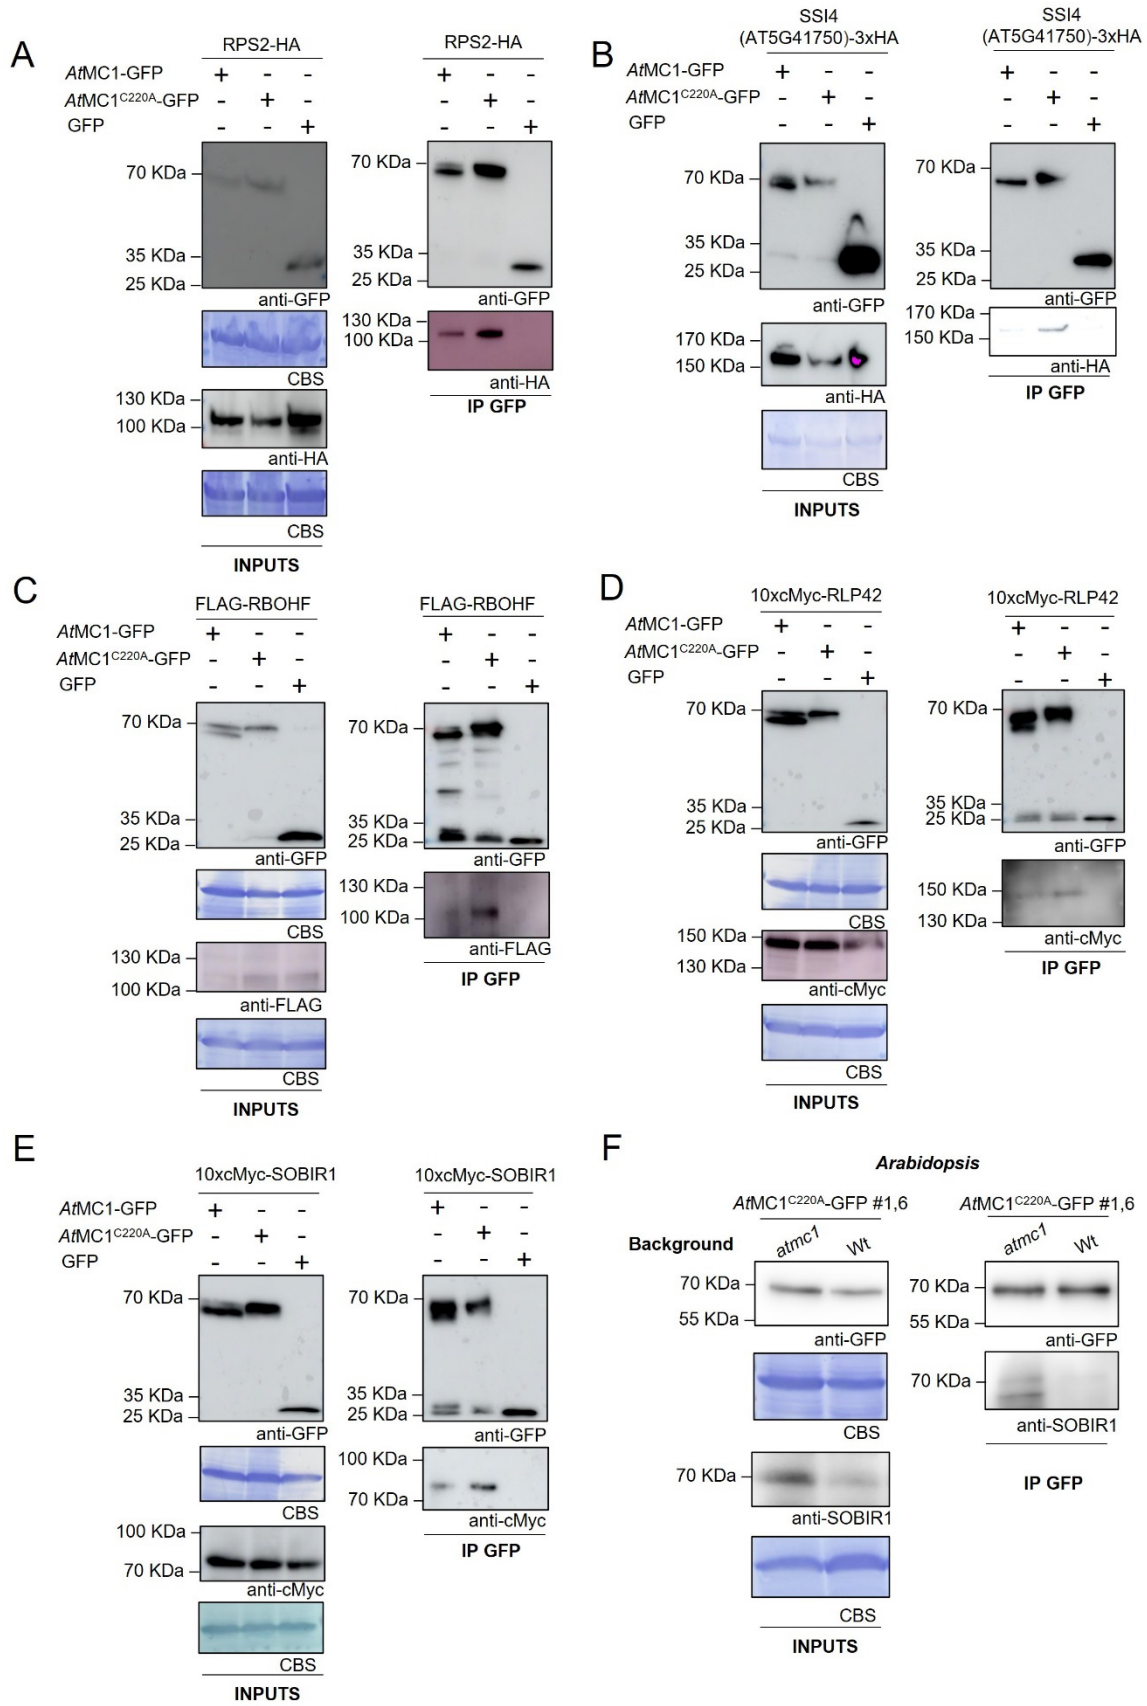 A
RPS2-HA
AtMC1-GFP + - -
AtMC1C220A-GFP - + -
GFP - - +
70 KDa
35 KDa
25 KDa
anti-GFP
CBS
130 KDa
100 KDa
anti-HA
CBS
INPUTS
RPS2-HA
+ - -
- + -
- - +
70 KDa
35 KDa
25 KDa
anti-GFP
130 KDa
100 KDa
anti-HA
IP GFP
B
SSI4
(AT5G41750)-3xHA
AtMC1-GFP + - -
AtMC1C220A-GFP - + -
GFP - - +
70 KDa
35 KDa
25 KDa
anti-GFP
170 KDa
150 KDa
anti-HA
CBS
INPUTS
SSI4
(AT5G41750)-3xHA
+ - -
- + -
- - +
70 KDa
35 KDa
25 KDa
anti-GFP
170 KDa
150 KDa
anti-HA
IP GFP
C
FLAG-RBOHF
AtMC1-GFP + - -
AtMC1C220A-GFP - + -
GFP - - +
70 KDa
35 KDa
25 KDa
anti-GFP
CBS
130 KDa
100 KDa
anti-FLAG
CBS
INPUTS
FLAG-RBOHF
+ - -
- + -
- - +
70 KDa
35 KDa
25 KDa
anti-GFP
130 KDa
100 KDa
anti-FLAG
IP GFP
D
10xcMyc-RLP42
AtMC1-GFP + - -
AtMC1C220A-GFP - + -
GFP - - +
70 KDa
35 KDa
25 KDa
anti-GFP
CBS
150 KDa
130 KDa
anti-cMyc
CBS
INPUTS
10xcMyc-RLP42
+ - -
- + -
- - +
70 KDa
35 KDa
25 KDa
anti-GFP
150 KDa
130 KDa
anti-cMyc
IP GFP
E
10xcMyc-SOBIR1
AtMC1-GFP + - -
AtMC1C220A-GFP - + -
GFP - - +
70 KDa
35 KDa
25 KDa
anti-GFP
CBS
100 KDa
70 KDa
anti-cMyc
CBS
INPUTS
10xcMyc-SOBIR1
+ - -
- + -
- - +
70 KDa
35 KDa
25 KDa
anti-GFP
100 KDa
70 KDa
anti-cMyc
IP GFP
F
Arabidopsis
AtMC1C220A-GFP #1,6
Background atmc1 Wt
70 KDa
55 KDa
anti-GFP
CBS
70 KDa
anti-SOBIR1
CBS
INPUTS
AtMC1C220A-GFP #1,6
atmc1 Wt
70 KDa
55 KDa
anti-GFP
70 KDa
anti-SOBIR1
IP GFP